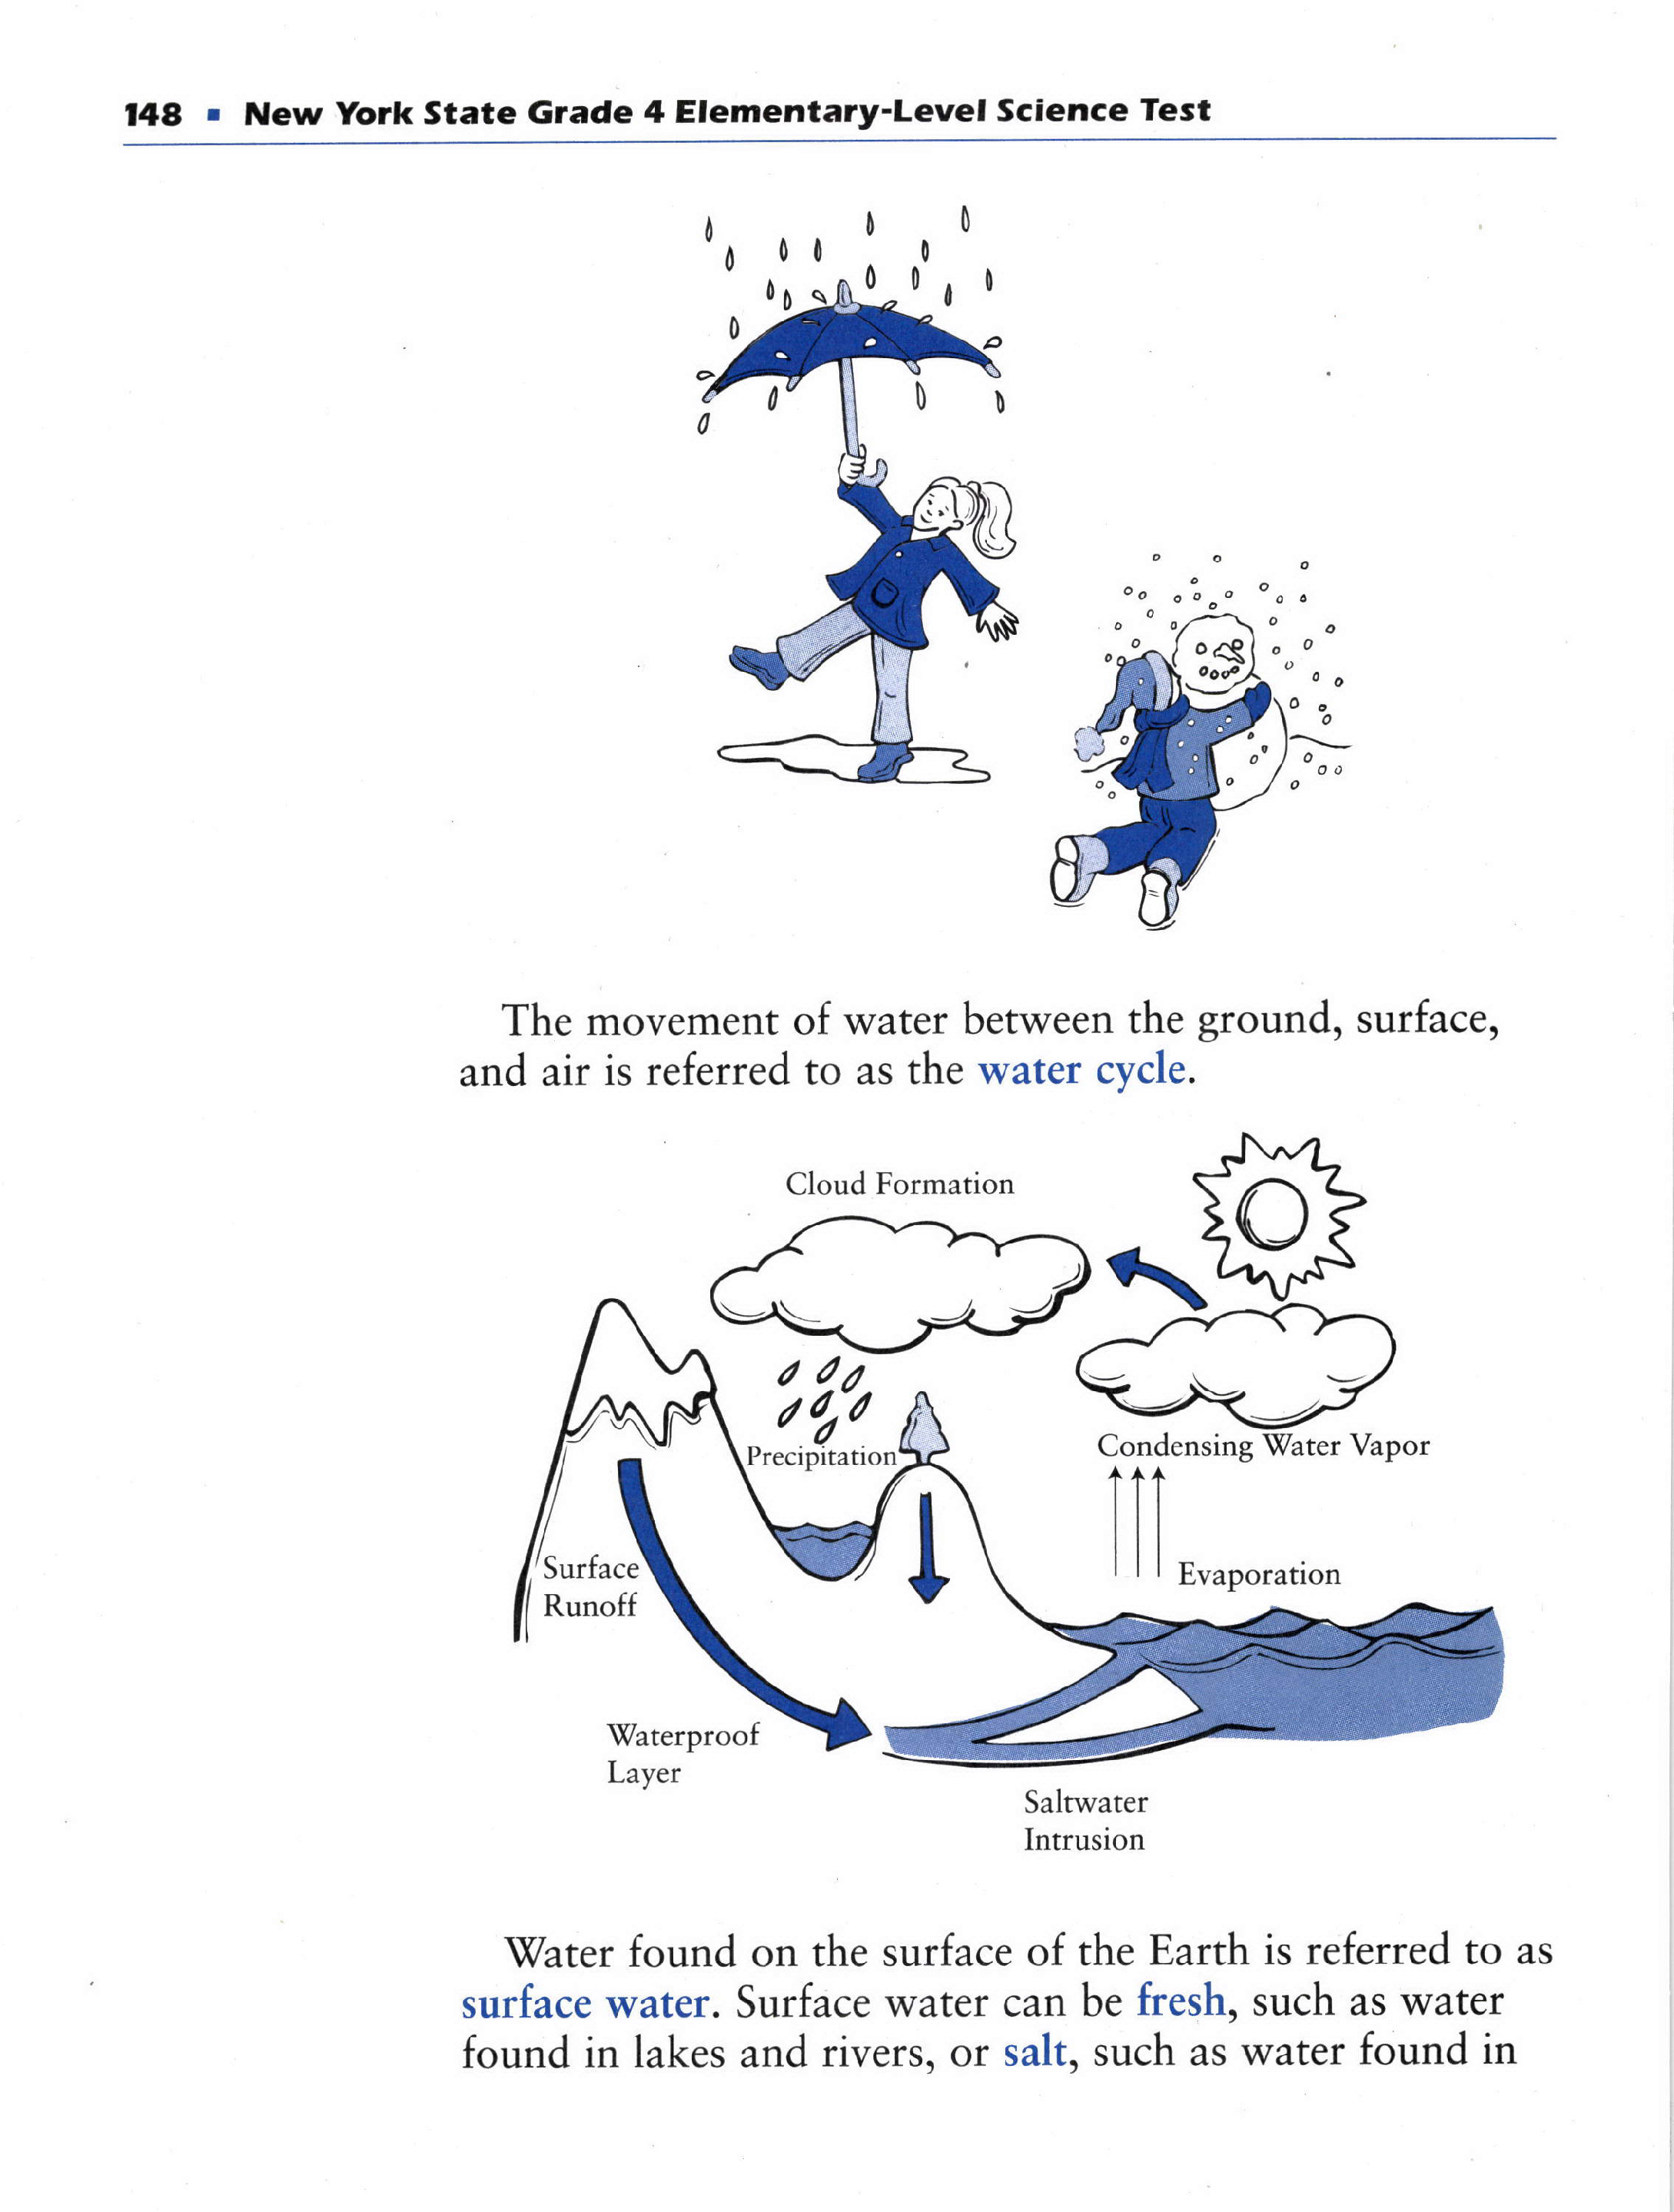 148 ▪ New York State Grade 4 Elementary-Level Science Test
The movement of water between the ground, surface,
and air is referred to as the water cycle.
Cloud Formation
Precipitation
Condensing Water Vapor
Evaporation
Surface
Runoff
Waterproof
Layer
Saltwater
Intrusion
Water found on the surface of the Earth is referred to as
surface water. Surface water can be fresh, such as water
found in lakes and rivers, or salt, such as water found in